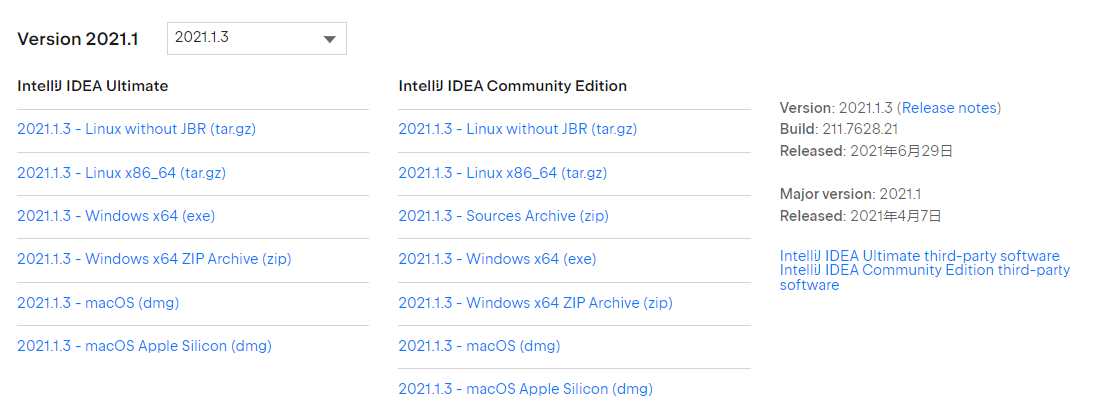 Version 2021.1
2021.1.3
IntelliJ IDEA Ultimate
2021.1.3 - Linux without JBR (tar.gz)
2021.1.3 - Linux x86_64 (tar.gz)
2021.1.3 - Windows x64 (exe)
2021.1.3 - Windows x64 ZIP Archive (zip)
2021.1.3 - macOS (dmg)
2021.1.3 - macOS Apple Silicon (dmg)
IntelliJ IDEA Community Edition
2021.1.3 - Linux without JBR (tar.gz)
2021.1.3 - Linux x86_64 (tar.gz)
2021.1.3 - Sources Archive (zip)
2021.1.3 - Windows x64 (exe)
2021.1.3 - Windows x64 ZIP Archive (zip)
2021.1.3 - macOS (dmg)
2021.1.3 - macOS Apple Silicon (dmg)
Version: 2021.1.3 (Release notes)
Build: 211.7628.21
Released: 2021年6月29日
Major version: 2021.1
Released: 2021年4月7日
IntelliJ IDEA Ultimate third-party software
IntelliJ IDEA Community Edition third-party
software